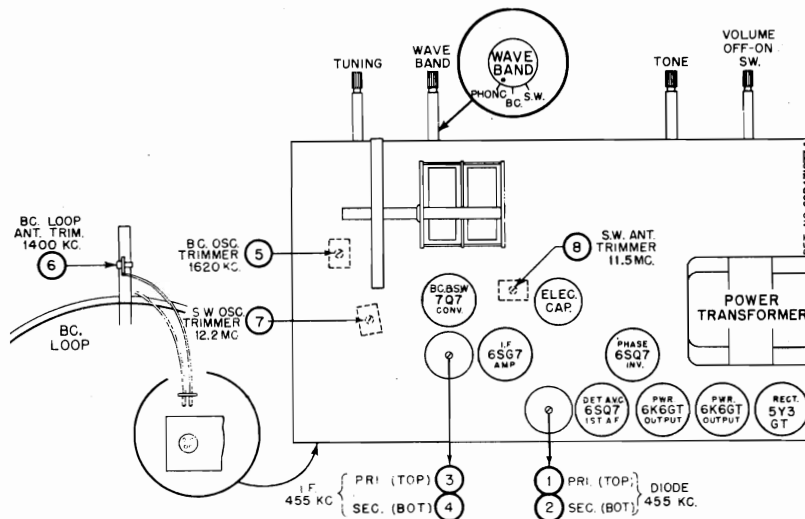 TUNING
WAVE
BAND
WAVE
BAND
PHONO
BC.
S.W.
TONE
VOLUME
OFF-ON
SW.
BC. LOOP
ANT. TRIM.
1400 KC.
6
BC. OSC.
TRIMMER
1620 KC.
5
S.W. ANT.
TRIMMER
11.5 MC.
8
BC.
LOOP
S W OSC.
TRIMMER
12.2 MC
7
BC.&SW
7Q7
CONV.
ELEC.
CAP.
POWER
TRANSFORMER
I.F
6SG7
AMP
PHASE
6SQ7
INV.
DET AVC
6SQ7
1ST AF
PWR.
6K6GT
OUTPUT
PWR.
6K6GT
OUTPUT
RECT.
5Y3
GT
I.F.
455 KC
PRI. (TOP)
3
SEC. (BOT)
4
1
PRI. (TOP)
2
SEC. (BOT)
DIODE
455 KC.